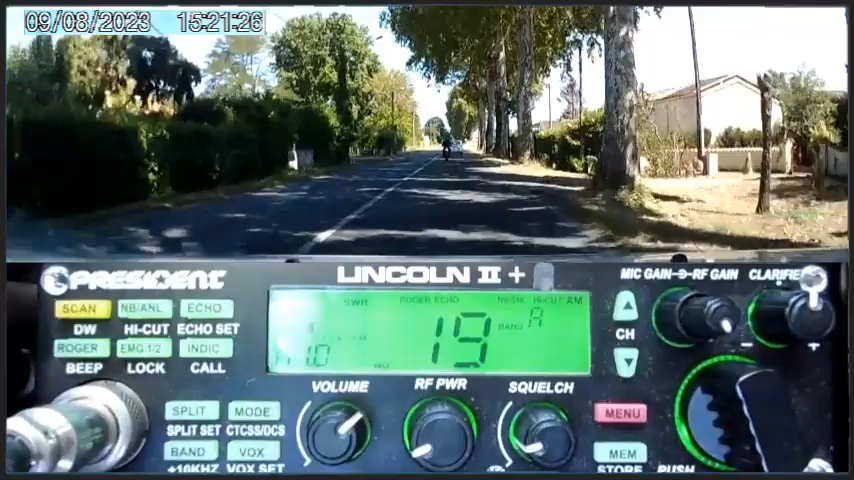 09/08/2023 15:21:26
PRESIDENT LINCOLN II + MIC GAIN RF GAIN CLARIFIER
SCAN NB/ANL ECHO
DW HI-CUT ECHO SET
ROGER EMG 1/2 INDIC
BEEP LOCK CALL
SWR ROGER ECHO NB/ANL HI-CUT AM
19 BAND A
CH
VOLUME RF PWR SQUELCH
SPLIT MODE
SPLIT SET CTCSS/DCS
BAND VOX
+10KHZ VOX SET
MENU
MEM
STORE PUSH